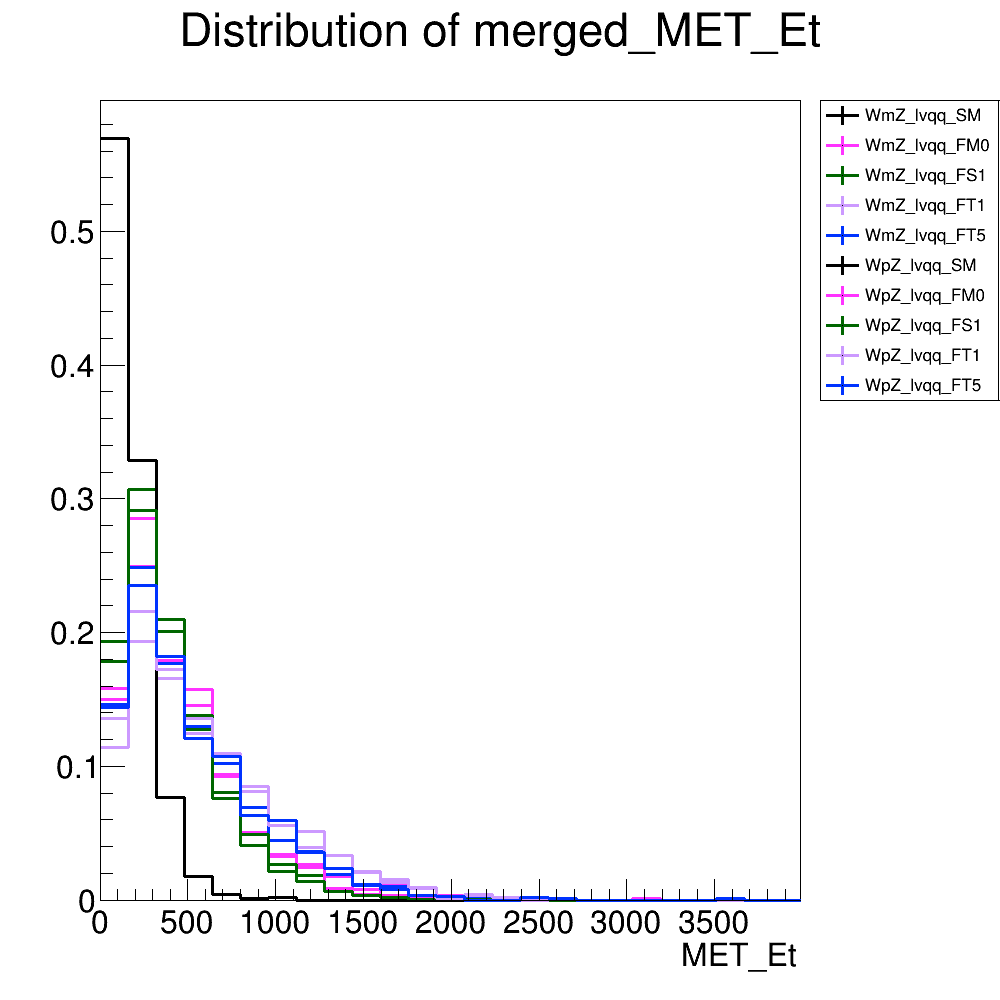 Distribution of merged_MET_Et
WmZ_lvqq_SM
WmZ_lvqq_FM0
WmZ_lvqq_FS1
WmZ_lvqq_FT1
WmZ_lvqq_FT5
WpZ_lvqq_SM
WpZ_lvqq_FM0
WpZ_lvqq_FS1
WpZ_lvqq_FT1
WpZ_lvqq_FT5
0.5
0.4
0.3
0.2
0.1
0
0 500 1000 1500 2000 2500 3000 3500
MET_Et